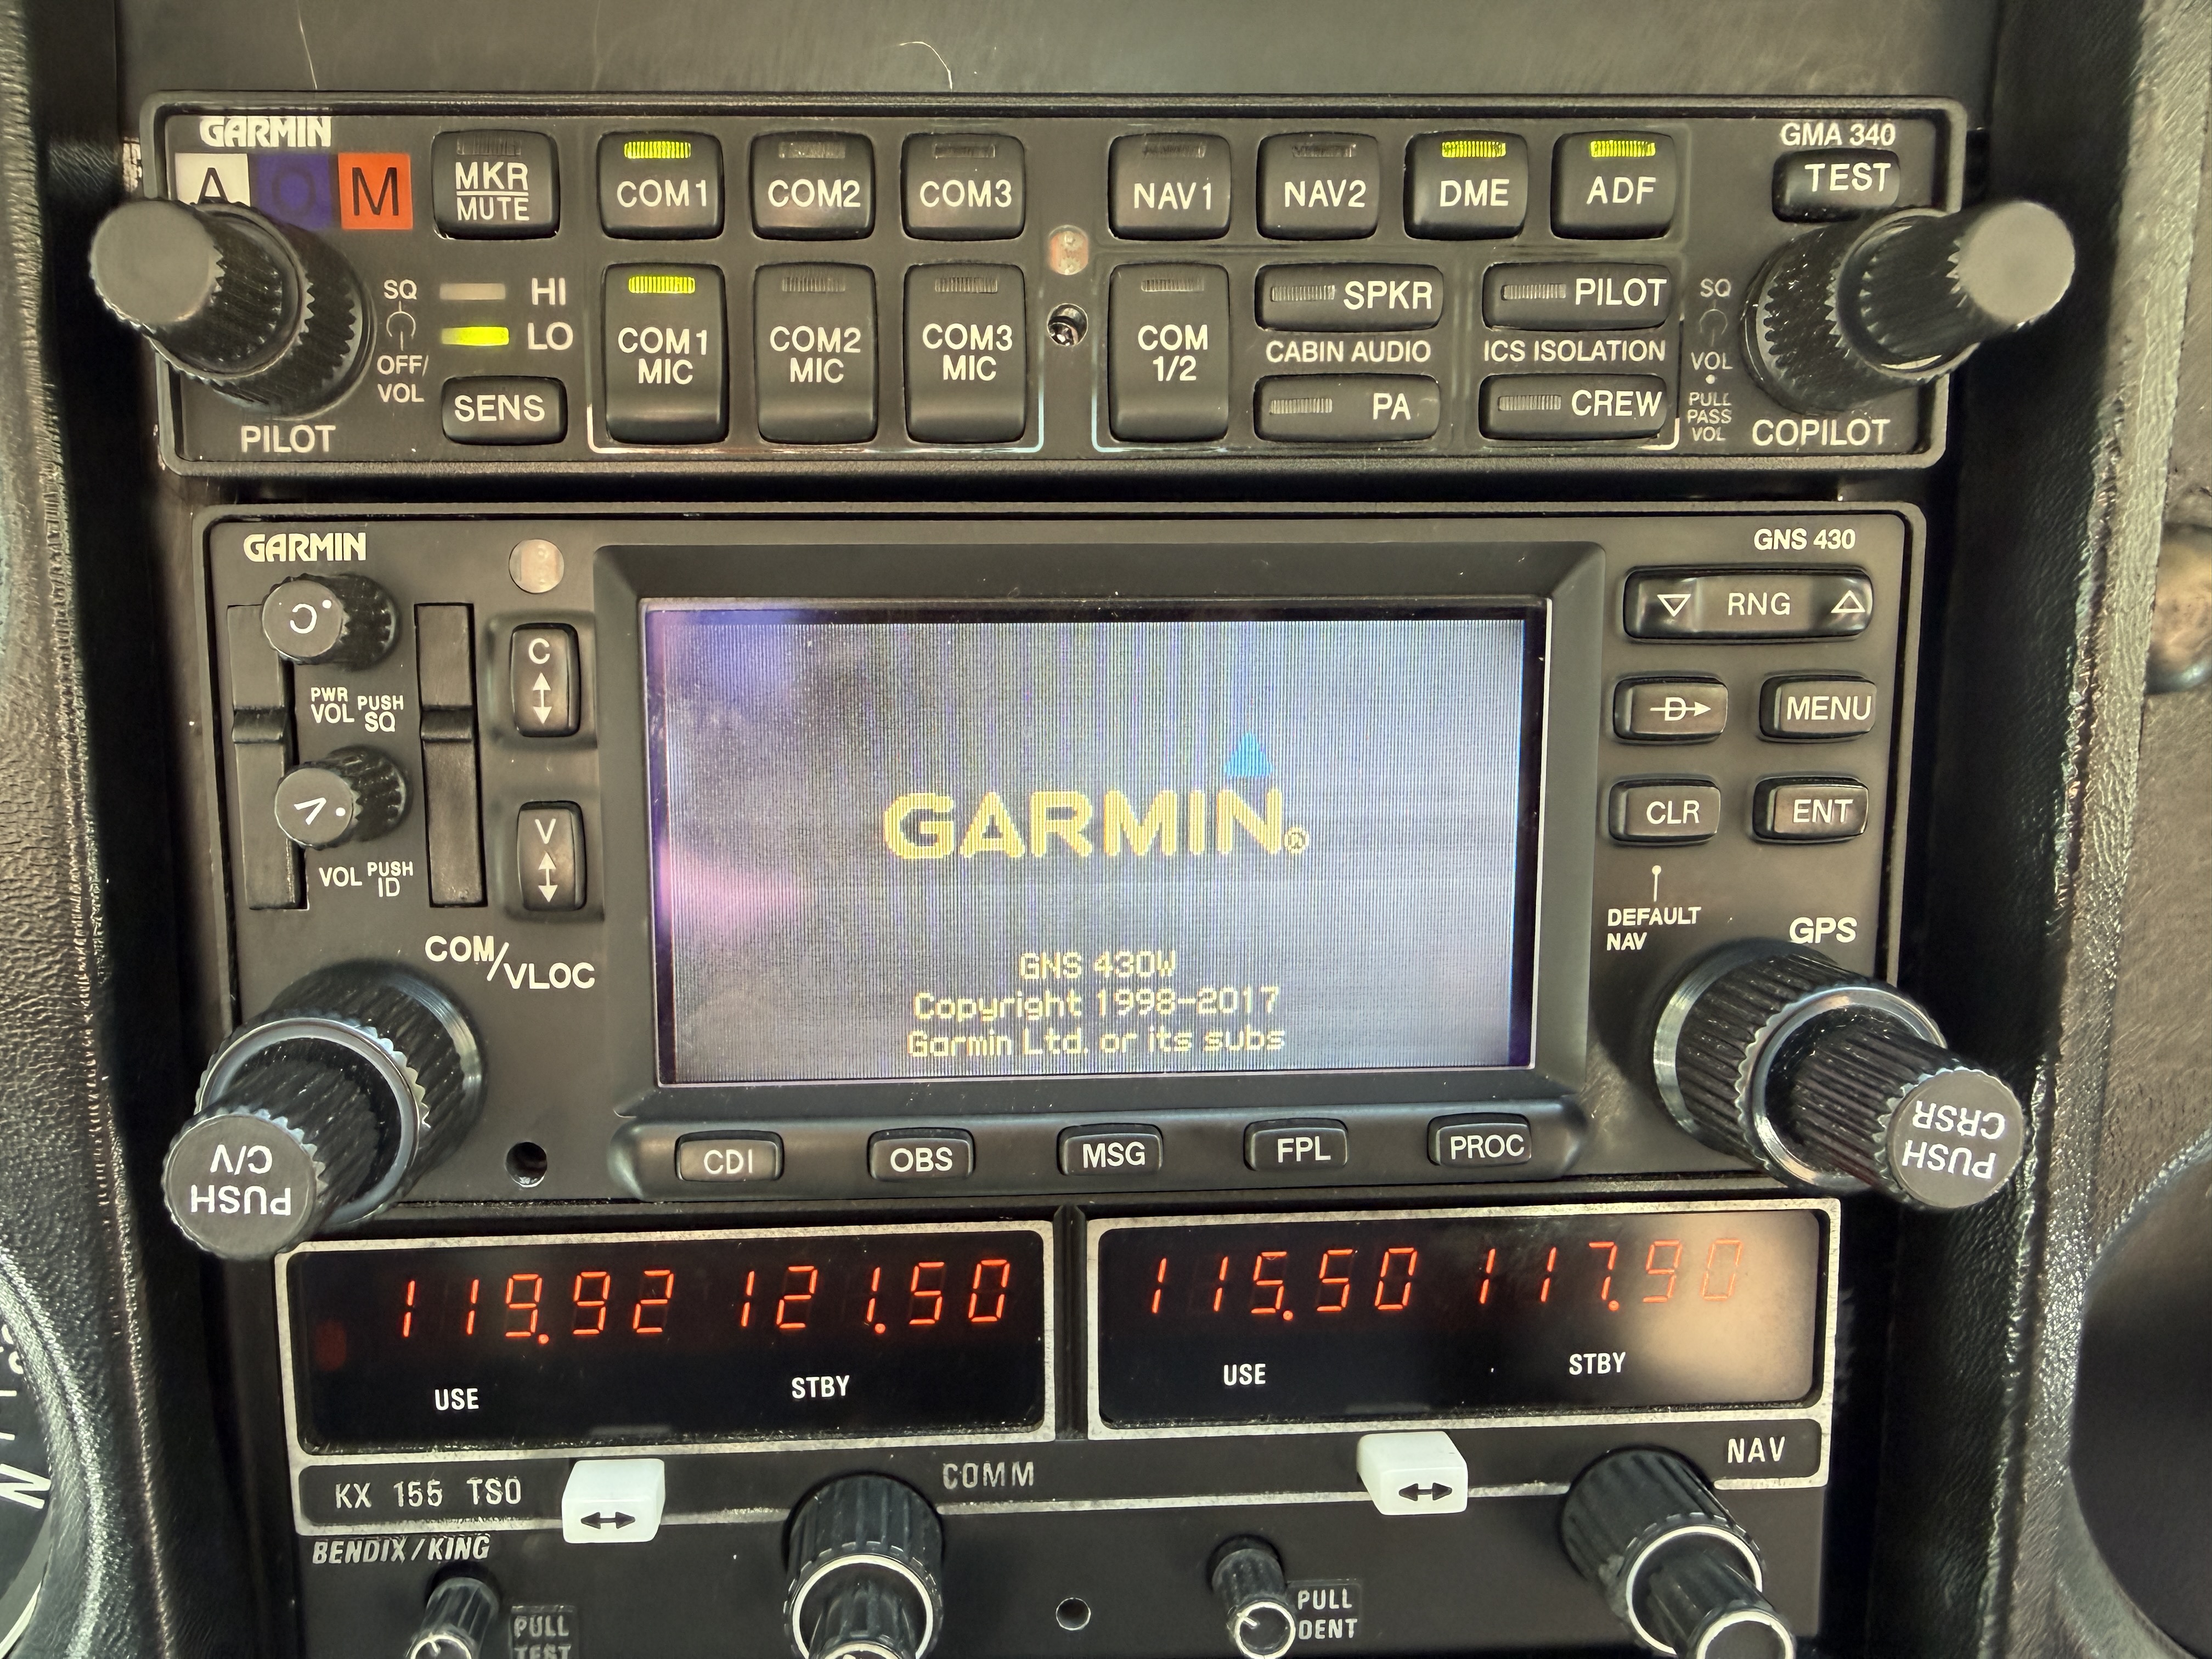 GARMIN
GMA 340
A O M
MKR
MUTE
COM1
COM2
COM3
NAV1
NAV2
DME
ADF
TEST
SQ
OFF/
VOL
HI
LO
SENS
PILOT
COM1
MIC
COM2
MIC
COM3
MIC
COM
1/2
SPKR
CABIN AUDIO
PA
PILOT
ICS ISOLATION
CREW
SQ
VOL
PULL
PASS
VOL
COPILOT
GARMIN
GNS 430
C
PWR
VOL
PUSH
SQ
V
VOL
PUSH
ID
C
V
COM/VLOC
PUSH
C/V
GARMIN®
GNS 430W
Copyright 1998-2017
Garmin Ltd. or its subs
RNG
D
MENU
CLR
ENT
DEFAULT
NAV
GPS
PUSH
CRSR
CDI
OBS
MSG
FPL
PROC
119.92 121.50
USE STBY
115.50 117.90
USE STBY
KX 155 TSO
COMM
NAV
BENDIX/KING
PULL
TEST
PULL
IDENT
N